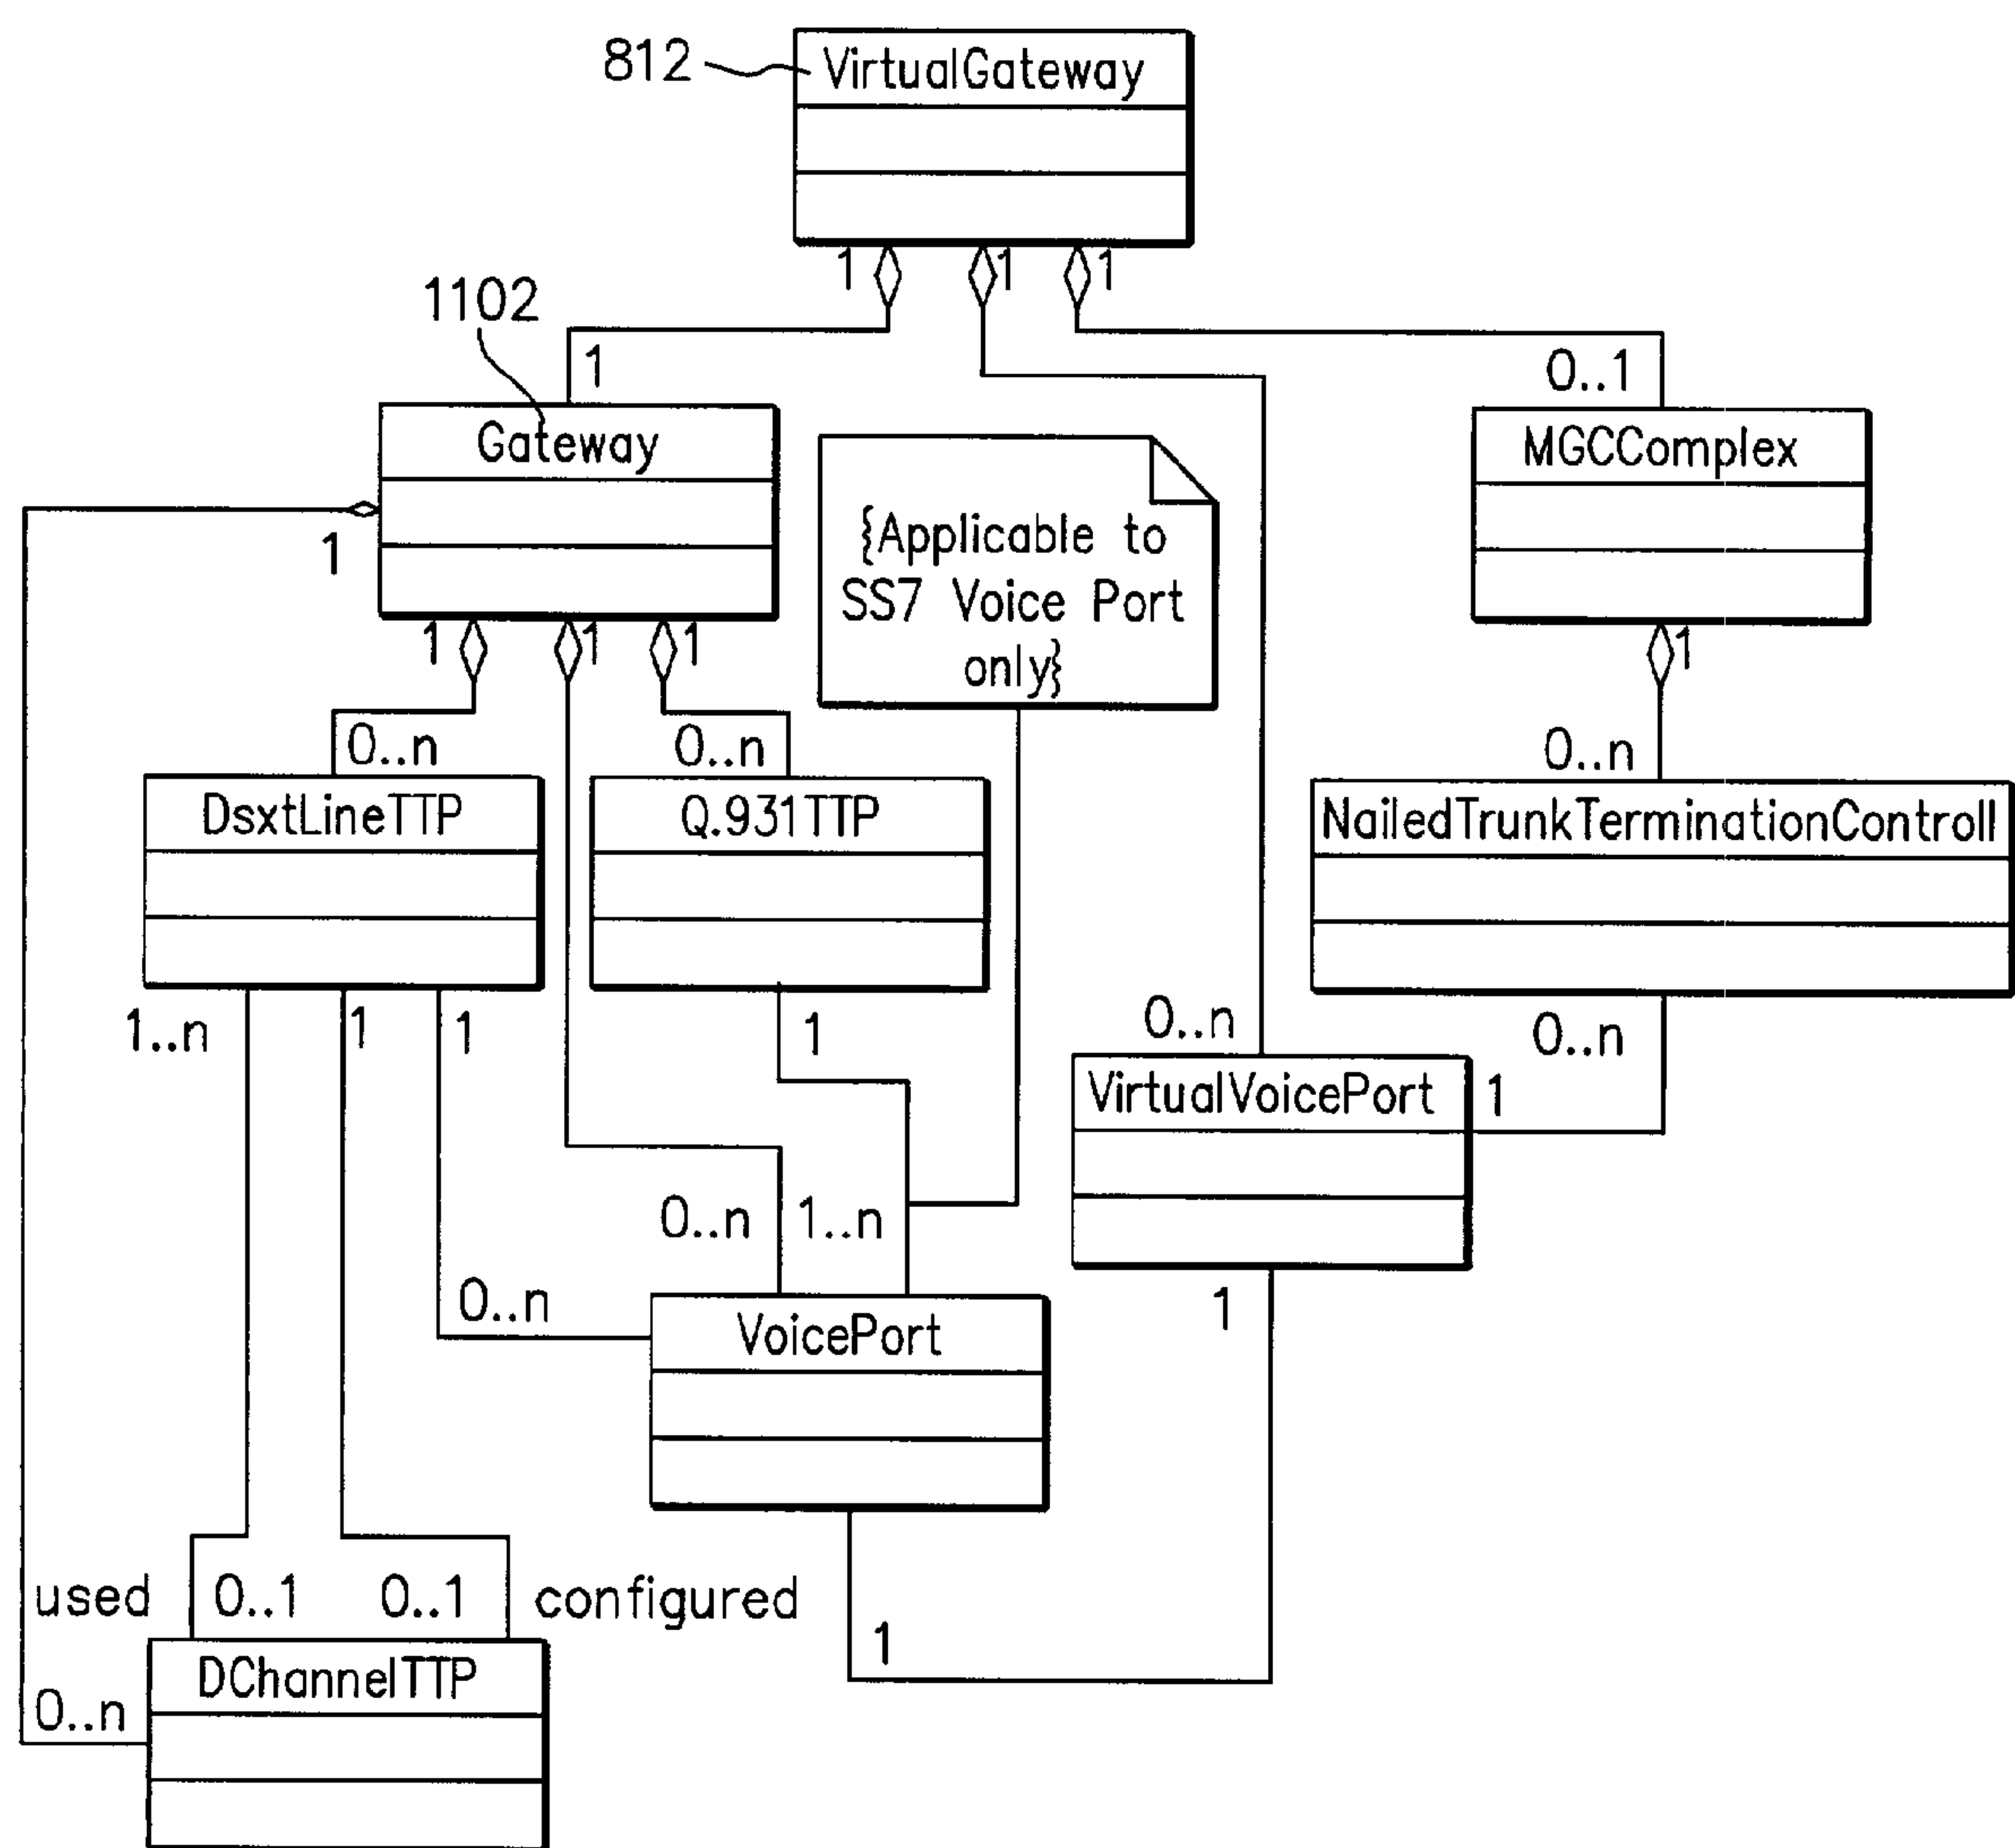 812
VirtualGateway
1
1
1
1102
1
0..1
Gateway
MGCComplex
{Applicable to
SS7 Voice Port
only}
1
1
1
1
1
0..n
0..n
0..n
DsxtLineTTP
Q.931TTP
NailedTrunkTerminationControll
1..n
1
1
1
0..n
0..n
VirtualVoicePort
1
0..n
1..n
0..n
1
VoicePort
used
0..1
0..1
configured
1
DChannelTTP
0..n